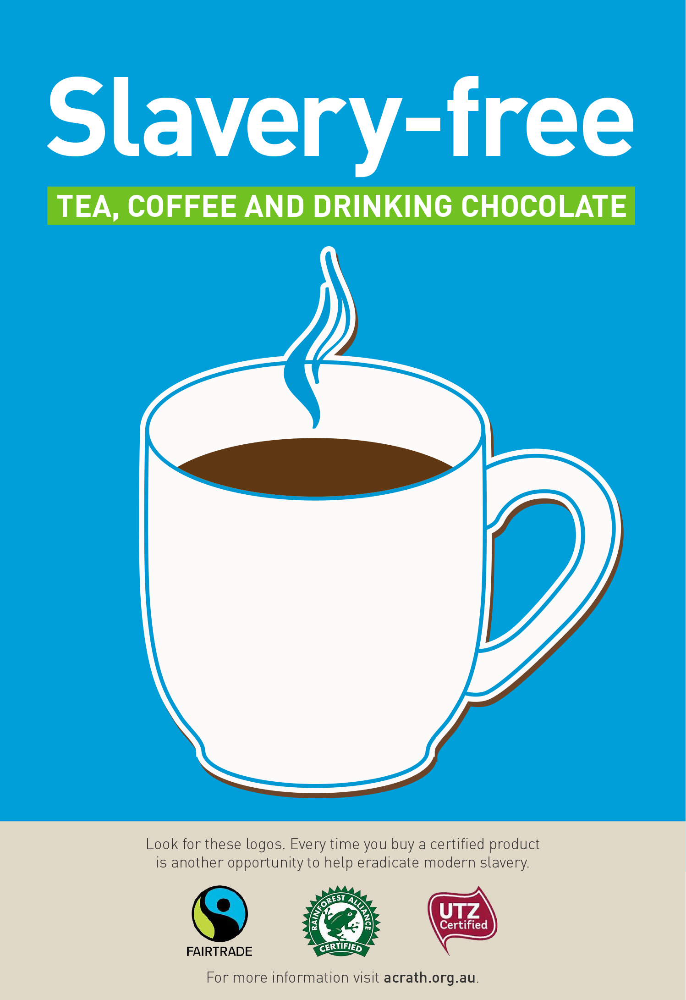 Slavery-free
TEA, COFFEE AND DRINKING CHOCOLATE
Look for these logos. Every time you buy a certified product
is another opportunity to help eradicate modern slavery.
FAIRTRADE
RAINFOREST ALLIANCE
TM
CERTIFIED
UTZ
Certified
For more information visit acrath.org.au.